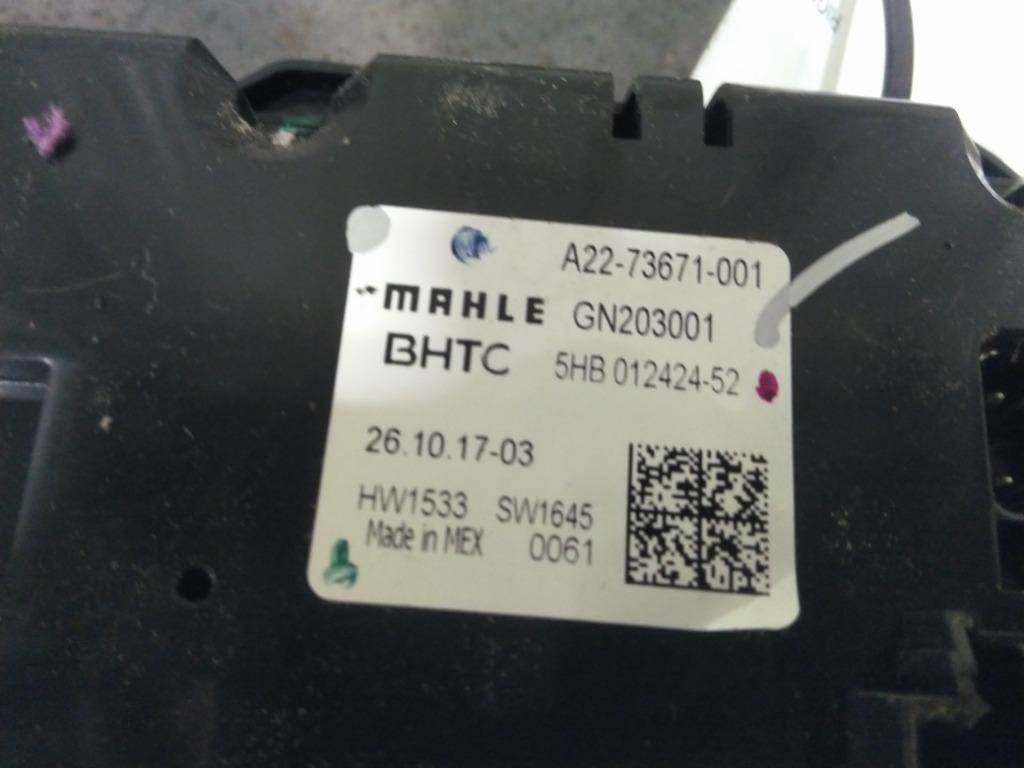 A22-73671-001
MAHLE GN203001
BHTC 5HB 012424-52
26.10.17-03
HW1533 SW1645
Made in MEX 0061